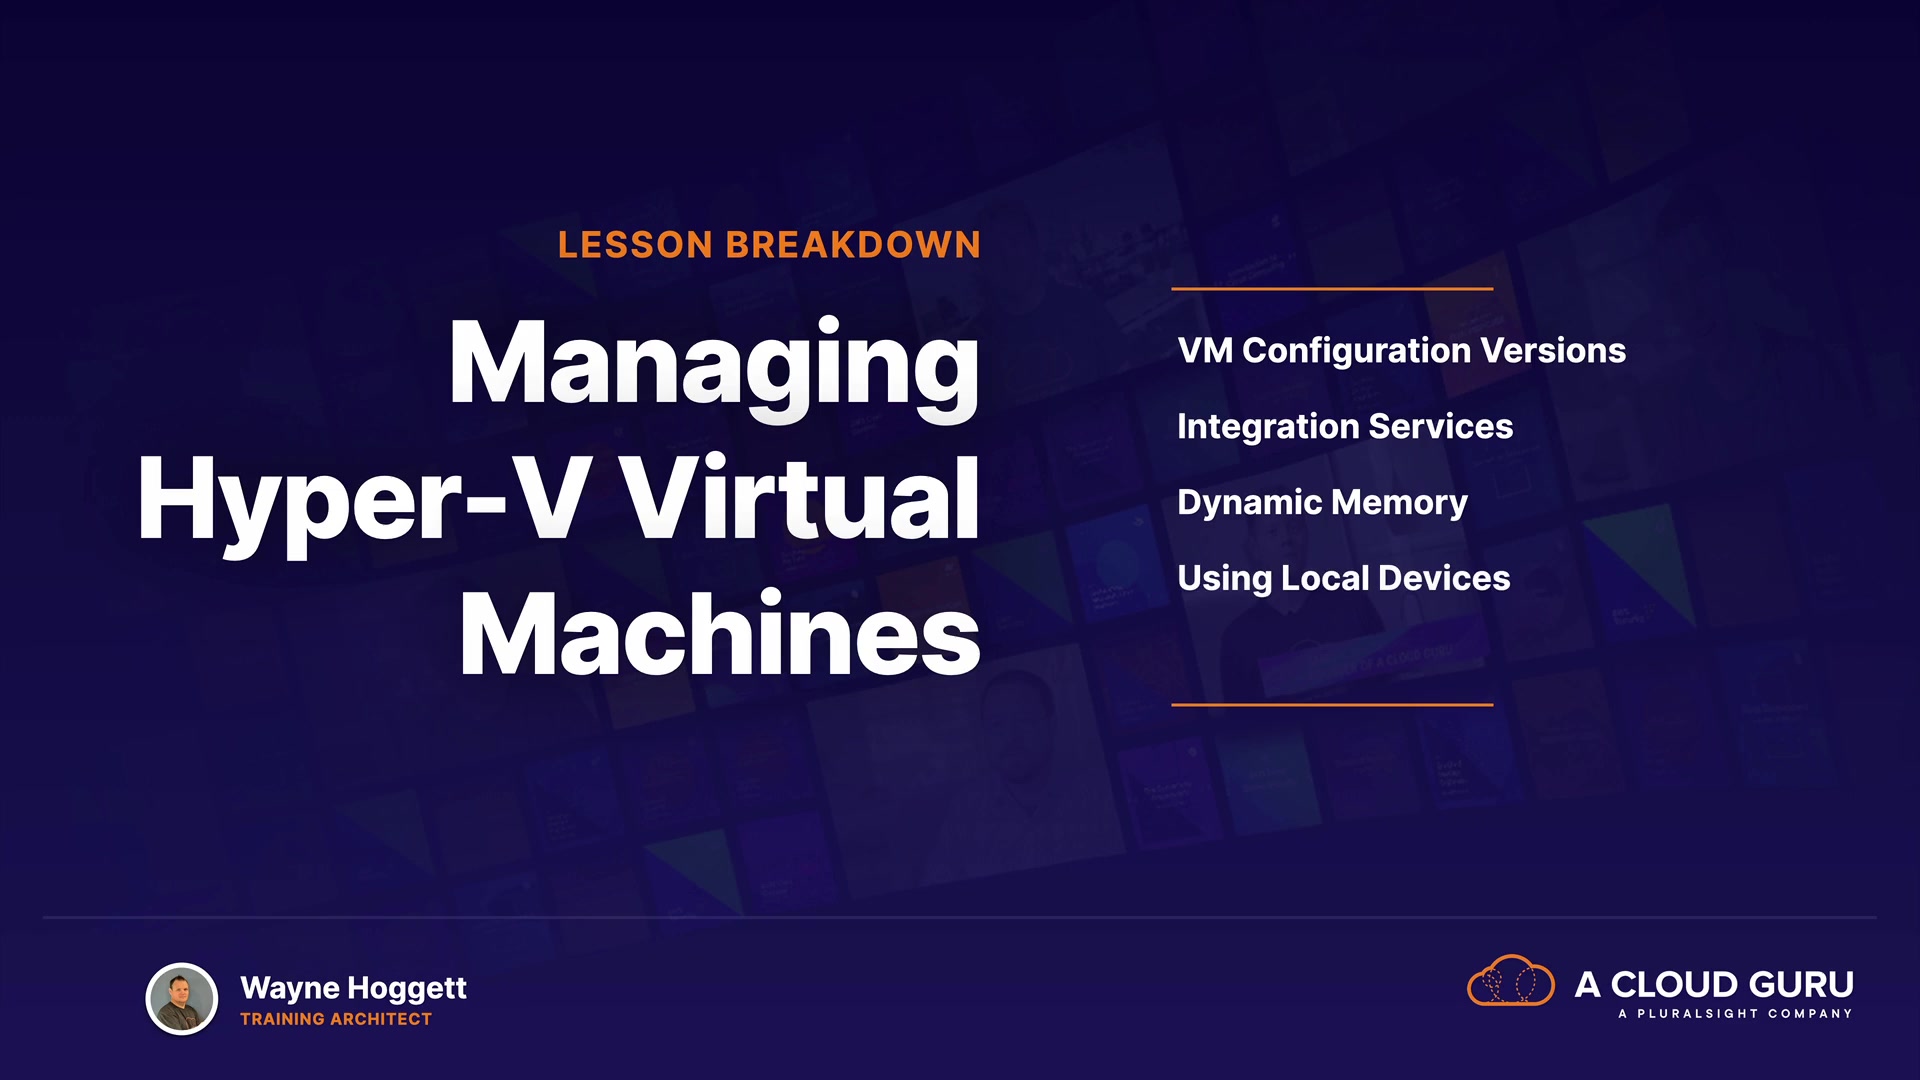 LESSON BREAKDOWN
Managing
Hyper-V Virtual
Machines
VM Configuration Versions
Integration Services
Dynamic Memory
Using Local Devices
Wayne Hoggett
TRAINING ARCHITECT
A CLOUD GURU
A PLURALSIGHT COMPANY